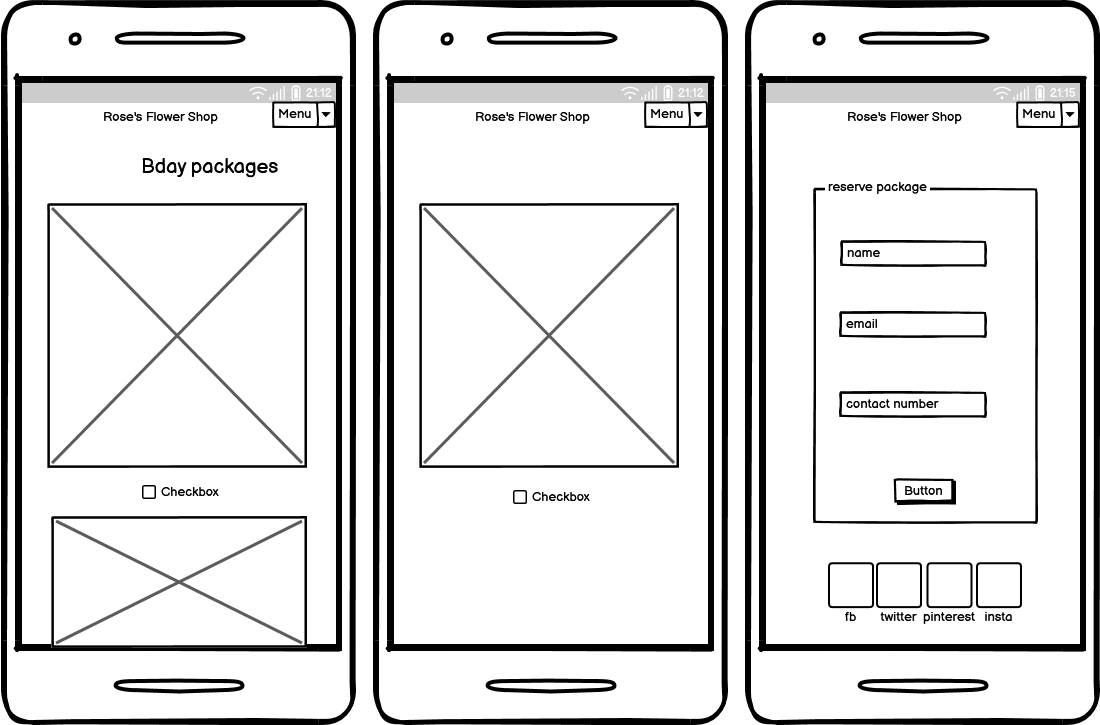 21:12
Rose's Flower Shop
Menu
Bday packages
Checkbox
21:12
Rose's Flower Shop
Menu
Checkbox
21:15
Rose's Flower Shop
Menu
reserve package
name
email
contact number
Button
fb twitter pinterest insta